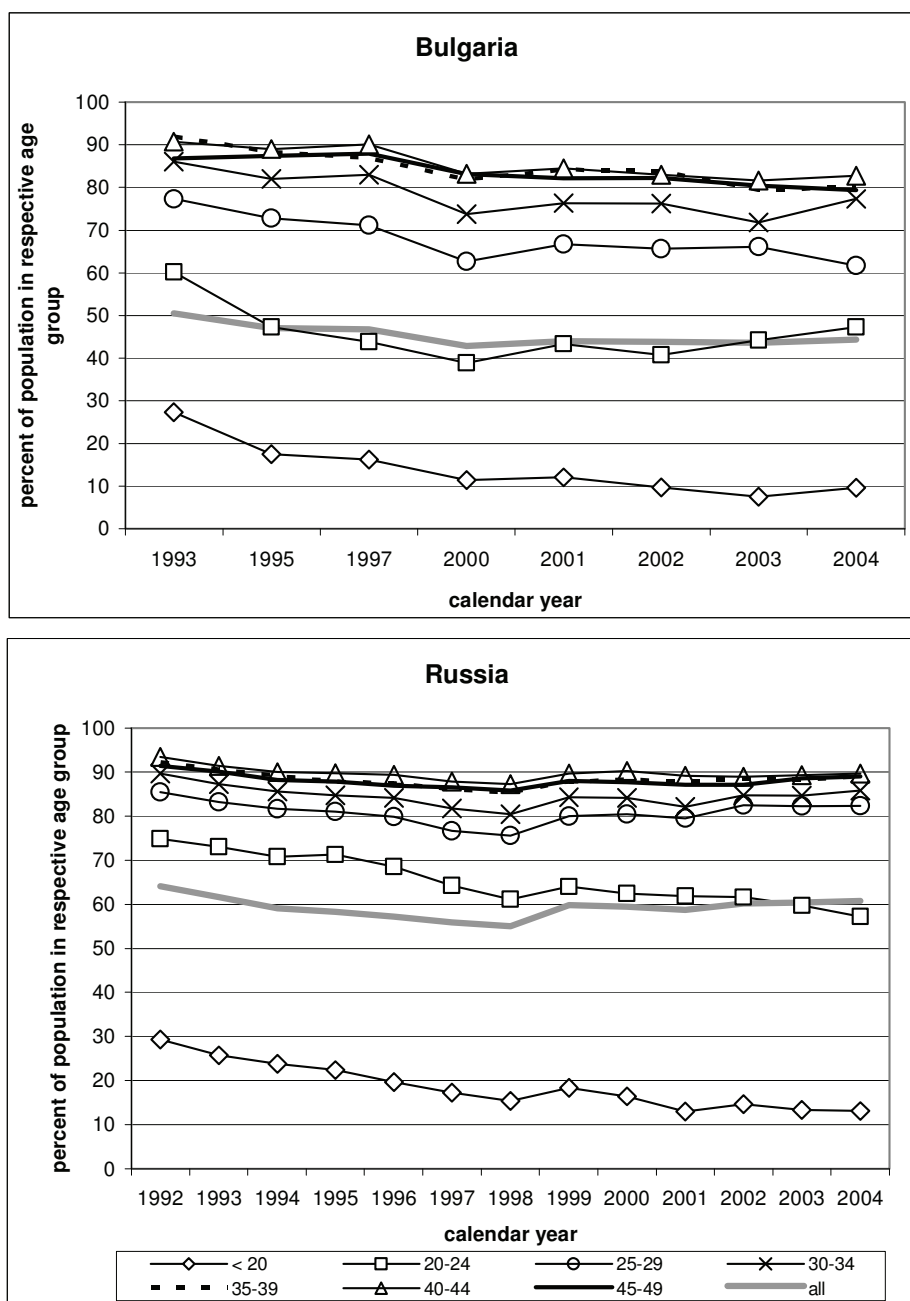 Bulgaria
percent of population in respective age
group
100
90
80
70
60
50
40
30
20
10
0
1993 1995 1997 2000 2001 2002 2003 2004
calendar year
Russia
percent of population in respective age group
100
90
80
70
60
50
40
30
20
10
0
1992 1993 1994 1995 1996 1997 1998 1999 2000 2001 2002 2003 2004
calendar year
< 20 20-24 25-29 30-34
35-39 40-44 45-49 all